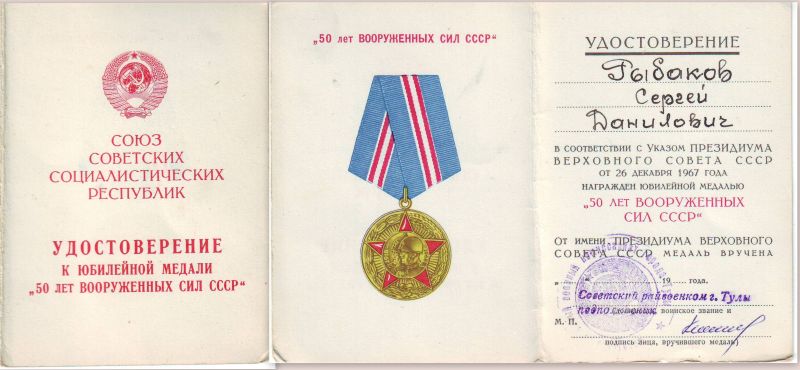 СОЮЗ
СОВЕТСКИХ
СОЦИАЛИСТИЧЕСКИХ
РЕСПУБЛИК
УДОСТОВЕРЕНИЕ
К ЮБИЛЕЙНОЙ МЕДАЛИ
„50 ЛЕТ ВООРУЖЕННЫХ СИЛ СССР“
„50 лет ВООРУЖЕННЫХ СИЛ СССР“
УДОСТОВЕРЕНИЕ
Рыбаков
Сергей
Данилович
В СООТВЕТСТВИИ С УКАЗОМ ПРЕЗИДИУМА
ВЕРХОВНОГО СОВЕТА СССР
ОТ 26 ДЕКАБРЯ 1967 ГОДА
НАГРАЖДЕН ЮБИЛЕЙНОЙ МЕДАЛЬЮ
„50 ЛЕТ ВООРУЖЕННЫХ
СИЛ СССР“
ОТ ИМЕНИ ПРЕЗИДИУМА ВЕРХОВНОГО
СОВЕТА СССР МЕДАЛЬ ВРУЧЕНА
19 года.
Советский райвоенком г. Тулы
подполковник воинское звание и
М. П.
подпись лица, вручившего медаль)